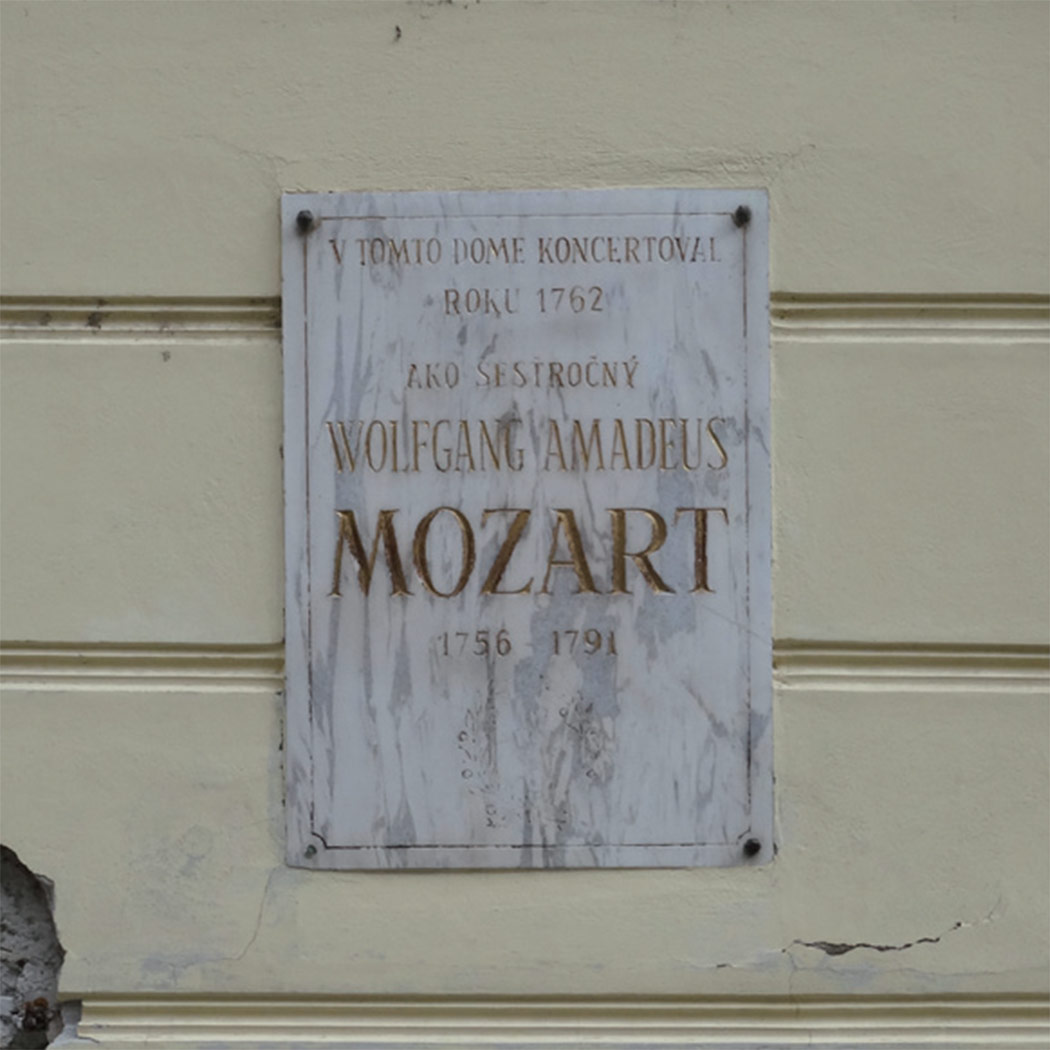 V TOMTO DOME KONCERTOVAL
ROKU 1762
AKO ŠESŤROČNÝ
WOLFGANG AMADEUS
MOZART
1756 1791